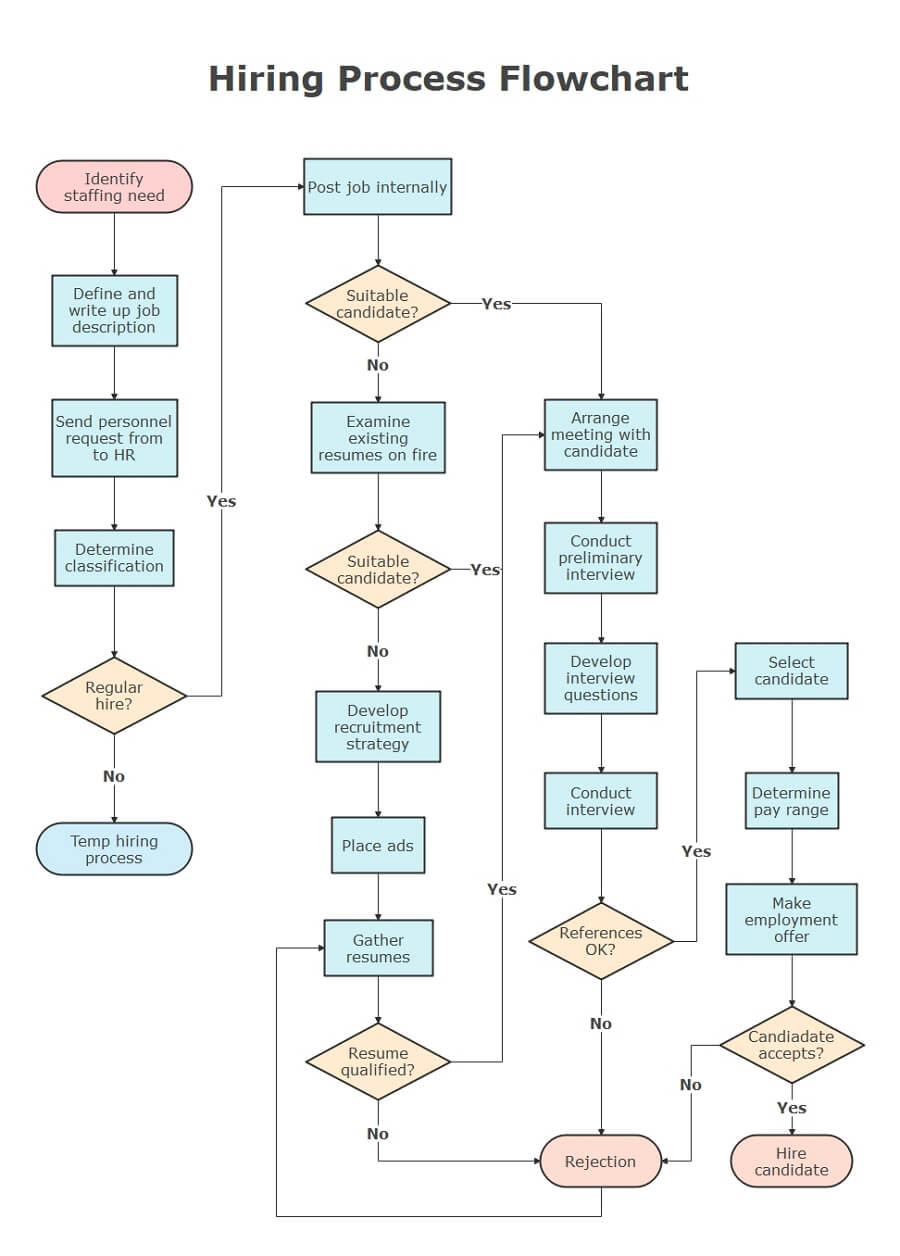 Hiring Process Flowchart
Identify
staffing need
Define and
write up job
description
Send personnel
request from
to HR
Determine
classification
Regular
hire?
Yes
No
Temp hiring
process
Post job internally
Suitable
candidate?
Yes
No
Examine
existing
resumes on fire
Suitable
candidate?
Yes
No
Develop
recruitment
strategy
Place ads
Gather
resumes
Resume
qualified?
Yes
No
Arrange
meeting with
candidate
Conduct
preliminary
interview
Develop
interview
questions
Conduct
interview
References
OK?
Yes
No
Rejection
Select
candidate
Determine
pay range
Make
employment
offer
Candiadate
accepts?
No
Yes
Hire
candidate